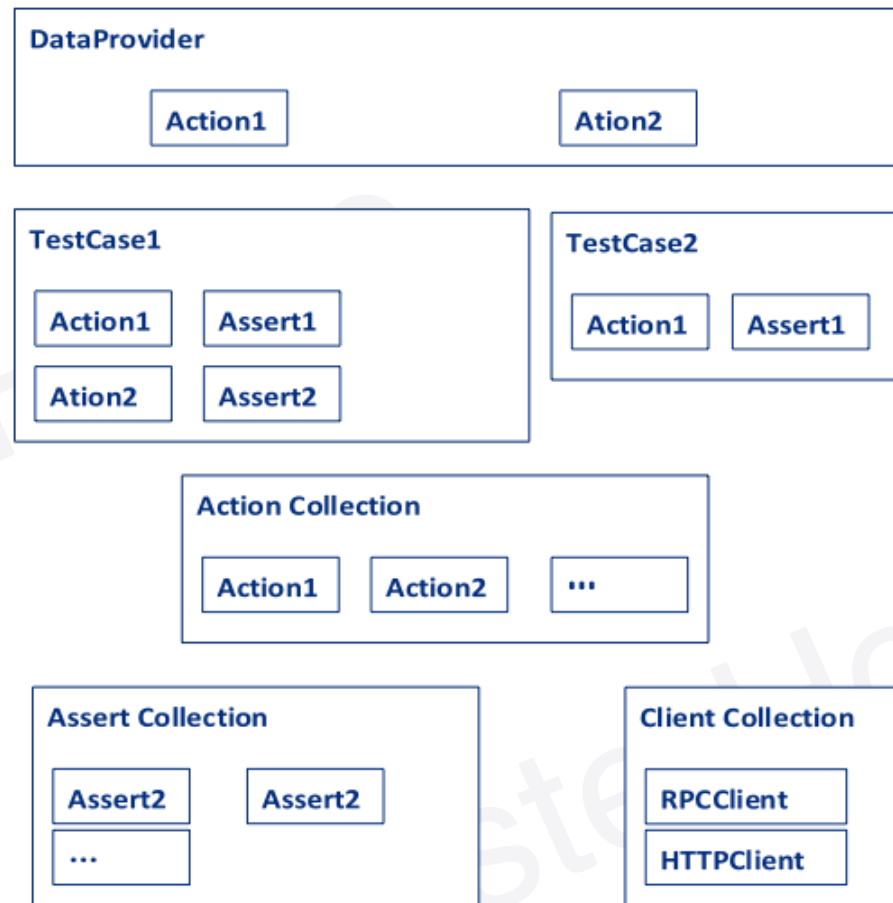 DataProvider
Action1 Ation2
TestCase1
Action1 Assert1
Ation2 Assert2
TestCase2
Action1 Assert1
Action Collection
Action1 Action2 ...
Assert Collection
Assert2 Assert2
...
Client Collection
RPCClient
HTTPClient